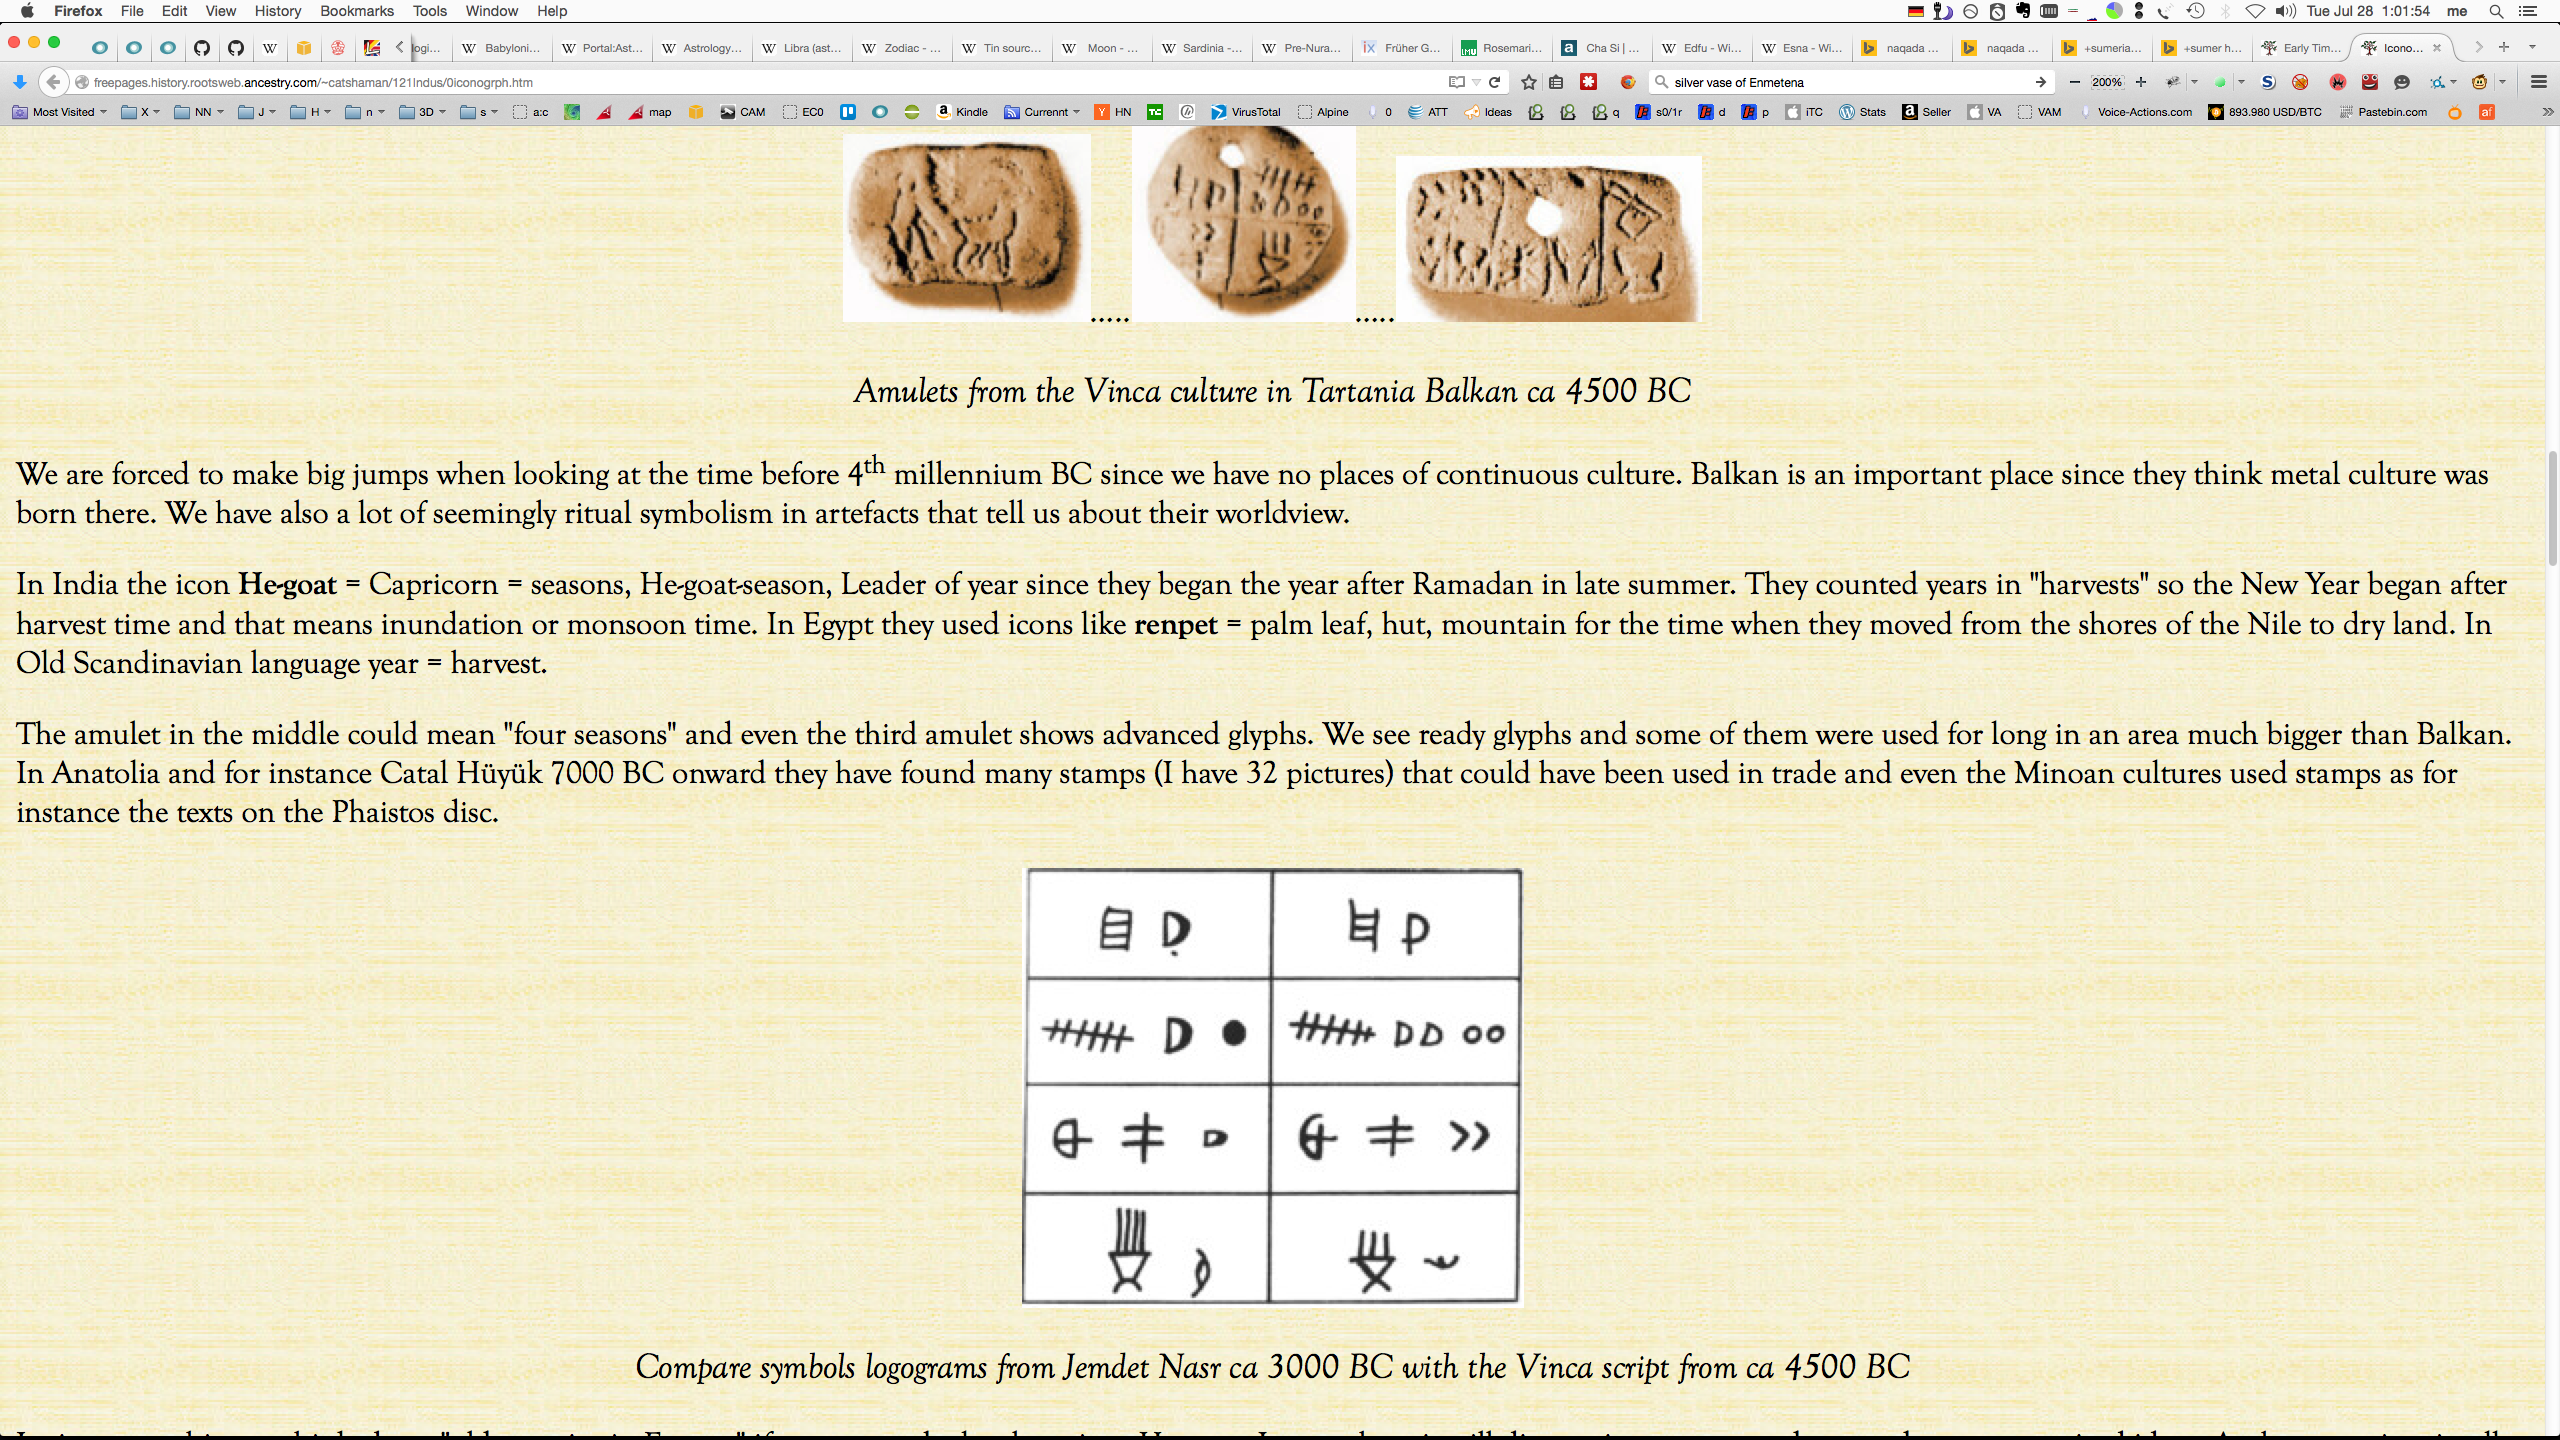 Firefox File Edit View History Bookmarks Tools Window Help Tue Jul 28 1:01:54 me
logi... Babyloni... Portal:Ast... Astrology... Libra (ast... Zodiac - ... Tin sourc... Moon - ... Sardinia -... Pre-Nura... Früher G... Rosemari... Cha Si | ... Edfu - Wi... Esna - Wi... naqada ... naqada ... +sumeria... +sumer h... Early Tim... Icono...
freepages.history.rootsweb.ancestry.com/~catshaman/121Indus/0iconogrph.htm silver vase of Enmetena 200%
Most Visited X NN J H n 3D s a:c map CAM EC0 Kindle Currennt HN VirusTotal Alpine 0 ATT Ideas q s0/1r d p iTC Stats Seller VA VAM Voice-Actions.com 893.980 USD/BTC Pastebin.com af
..... .....
Amulets from the Vinca culture in Tartania Balkan ca 4500 BC
We are forced to make big jumps when looking at the time before 4th millennium BC since we have no places of continuous culture. Balkan is an important place since they think metal culture was
born there. We have also a lot of seemingly ritual symbolism in artefacts that tell us about their worldview.
In India the icon He-goat = Capricorn = seasons, He-goat-season, Leader of year since they began the year after Ramadan in late summer. They counted years in "harvests" so the New Year began after
harvest time and that means inundation or monsoon time. In Egypt they used icons like renpet = palm leaf, hut, mountain for the time when they moved from the shores of the Nile to dry land. In
Old Scandinavian language year = harvest.
The amulet in the middle could mean "four seasons" and even the third amulet shows advanced glyphs. We see ready glyphs and some of them were used for long in an area much bigger than Balkan.
In Anatolia and for instance Catal Hüyük 7000 BC onward they have found many stamps (I have 32 pictures) that could have been used in trade and even the Minoan cultures used stamps as for
instance the texts on the Phaistos disc.
Compare symbols logograms from Jemdet Nasr ca 3000 BC with the Vinca script from ca 4500 BC